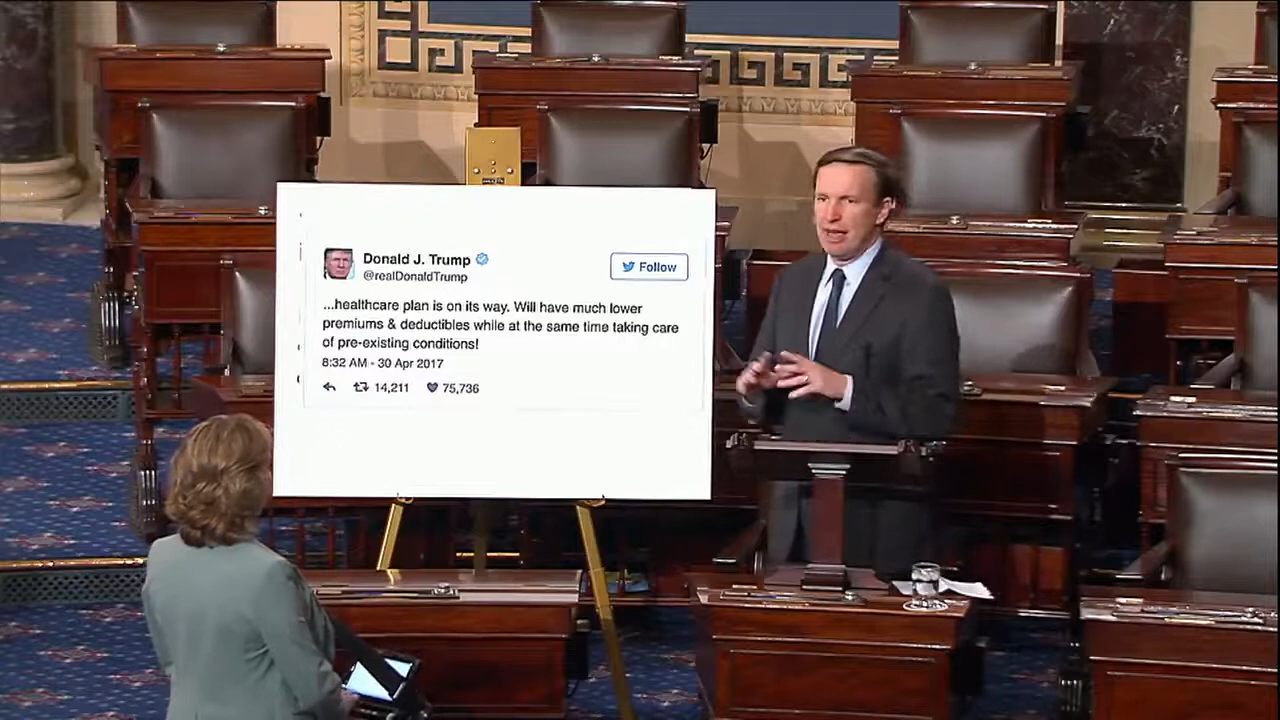 Donald J. Trump
@realDonaldTrump
Follow
...healthcare plan is on its way. Will have much lower
premiums & deductibles while at the same time taking care
of pre-existing conditions!
8:32 AM - 30 Apr 2017
14,211 75,736